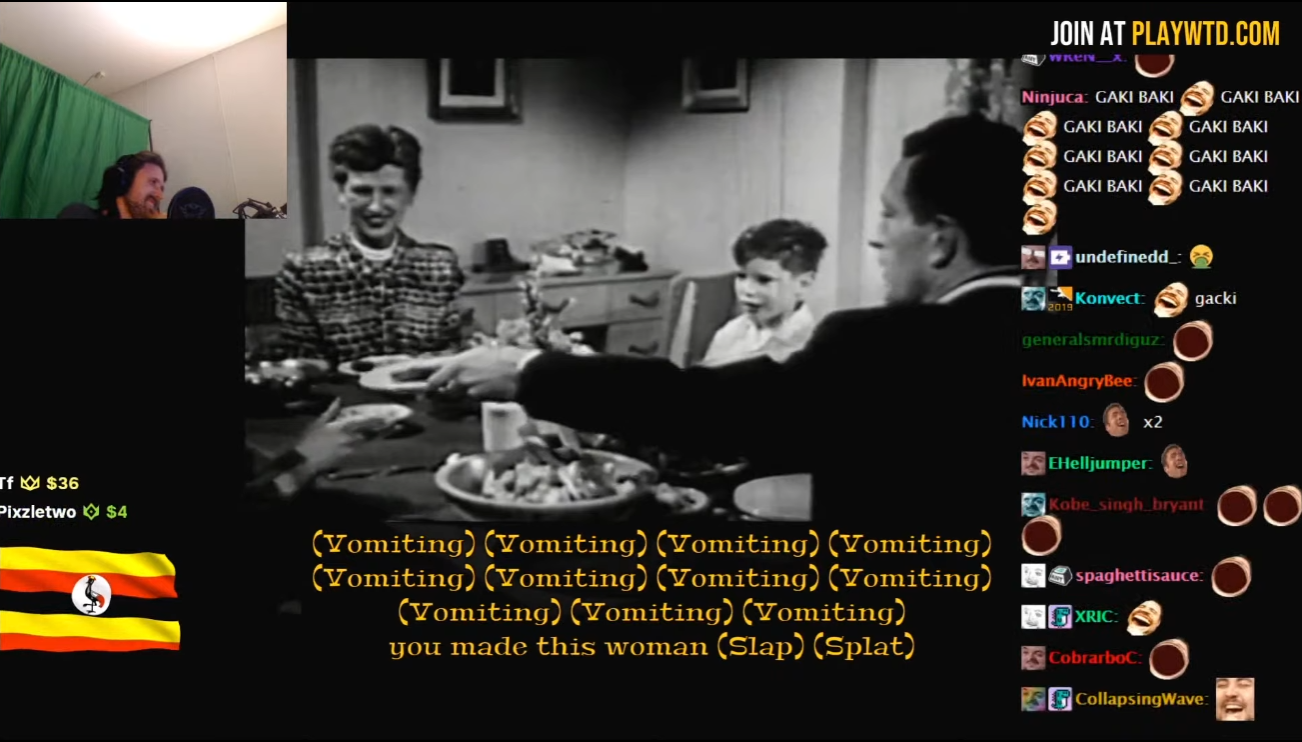 JOIN AT PLAYWTD.COM
WReN__x:
Ninjuca: GAKI BAKI GAKI BAKI
GAKI BAKI GAKI BAKI
GAKI BAKI GAKI BAKI
GAKI BAKI GAKI BAKI
undefinedd_:
2019
Konvect: gacki
generalsmrdiguz:
IvanAngryBee:
Nick110: x2
EHelljumper:
Kobe_singh_bryant
spaghettisauce:
XRIC:
CobrarboC:
CollapsingWave:
Tf $36
Pixzletwo $4
(Vomiting) (Vomiting) (Vomiting) (Vomiting)
(Vomiting) (Vomiting) (Vomiting) (Vomiting)
(Vomiting) (Vomiting) (Vomiting)
you made this woman (Slap) (Splat)